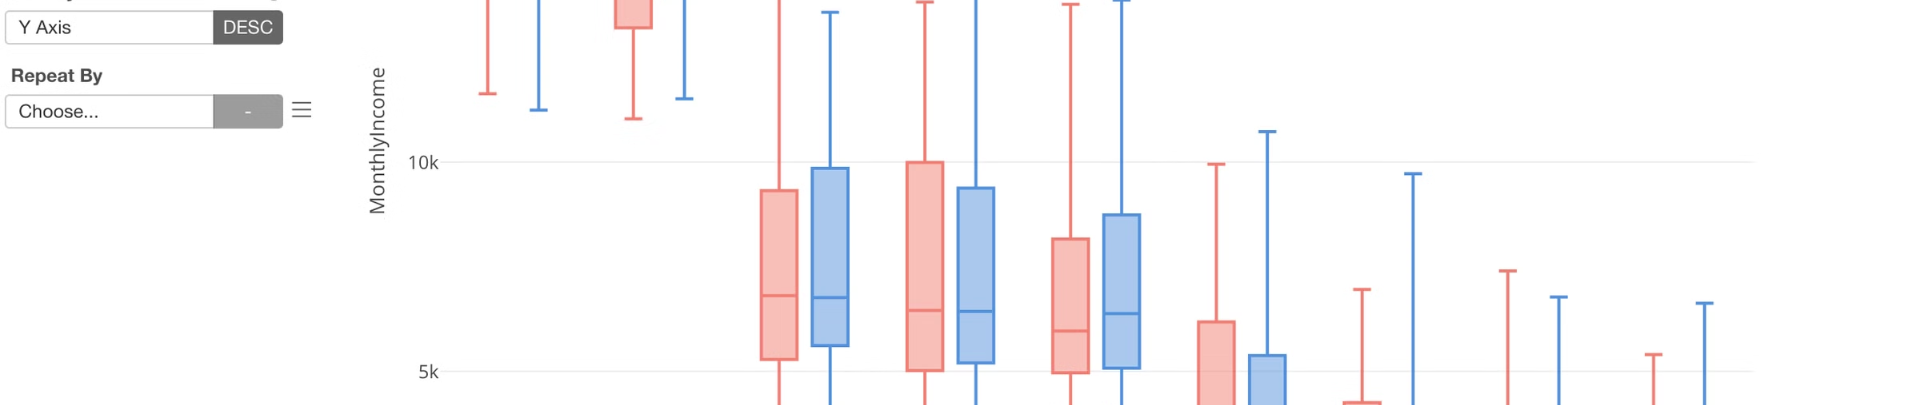 Y Axis DESC
Repeat By
Choose... -
MonthlyIncome
10k
5k